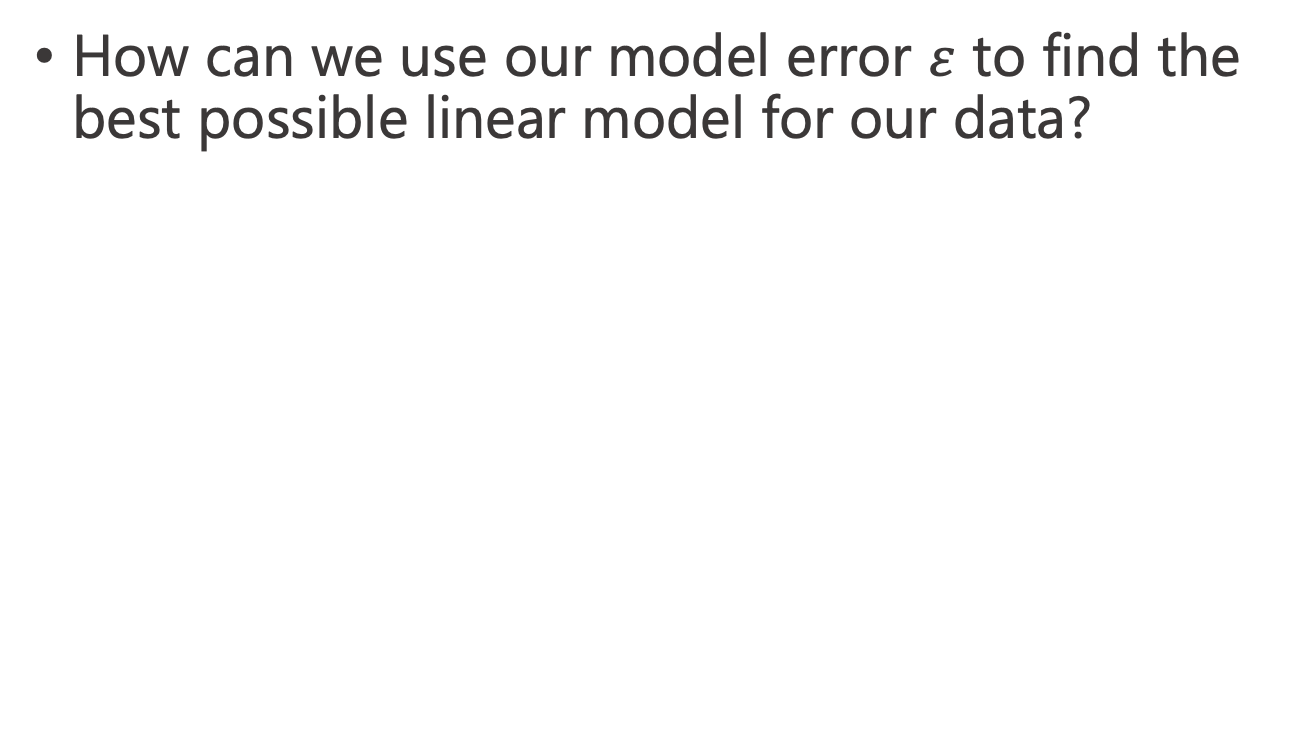 • How can we use our model error 𝜀 to find the
best possible linear model for our data?